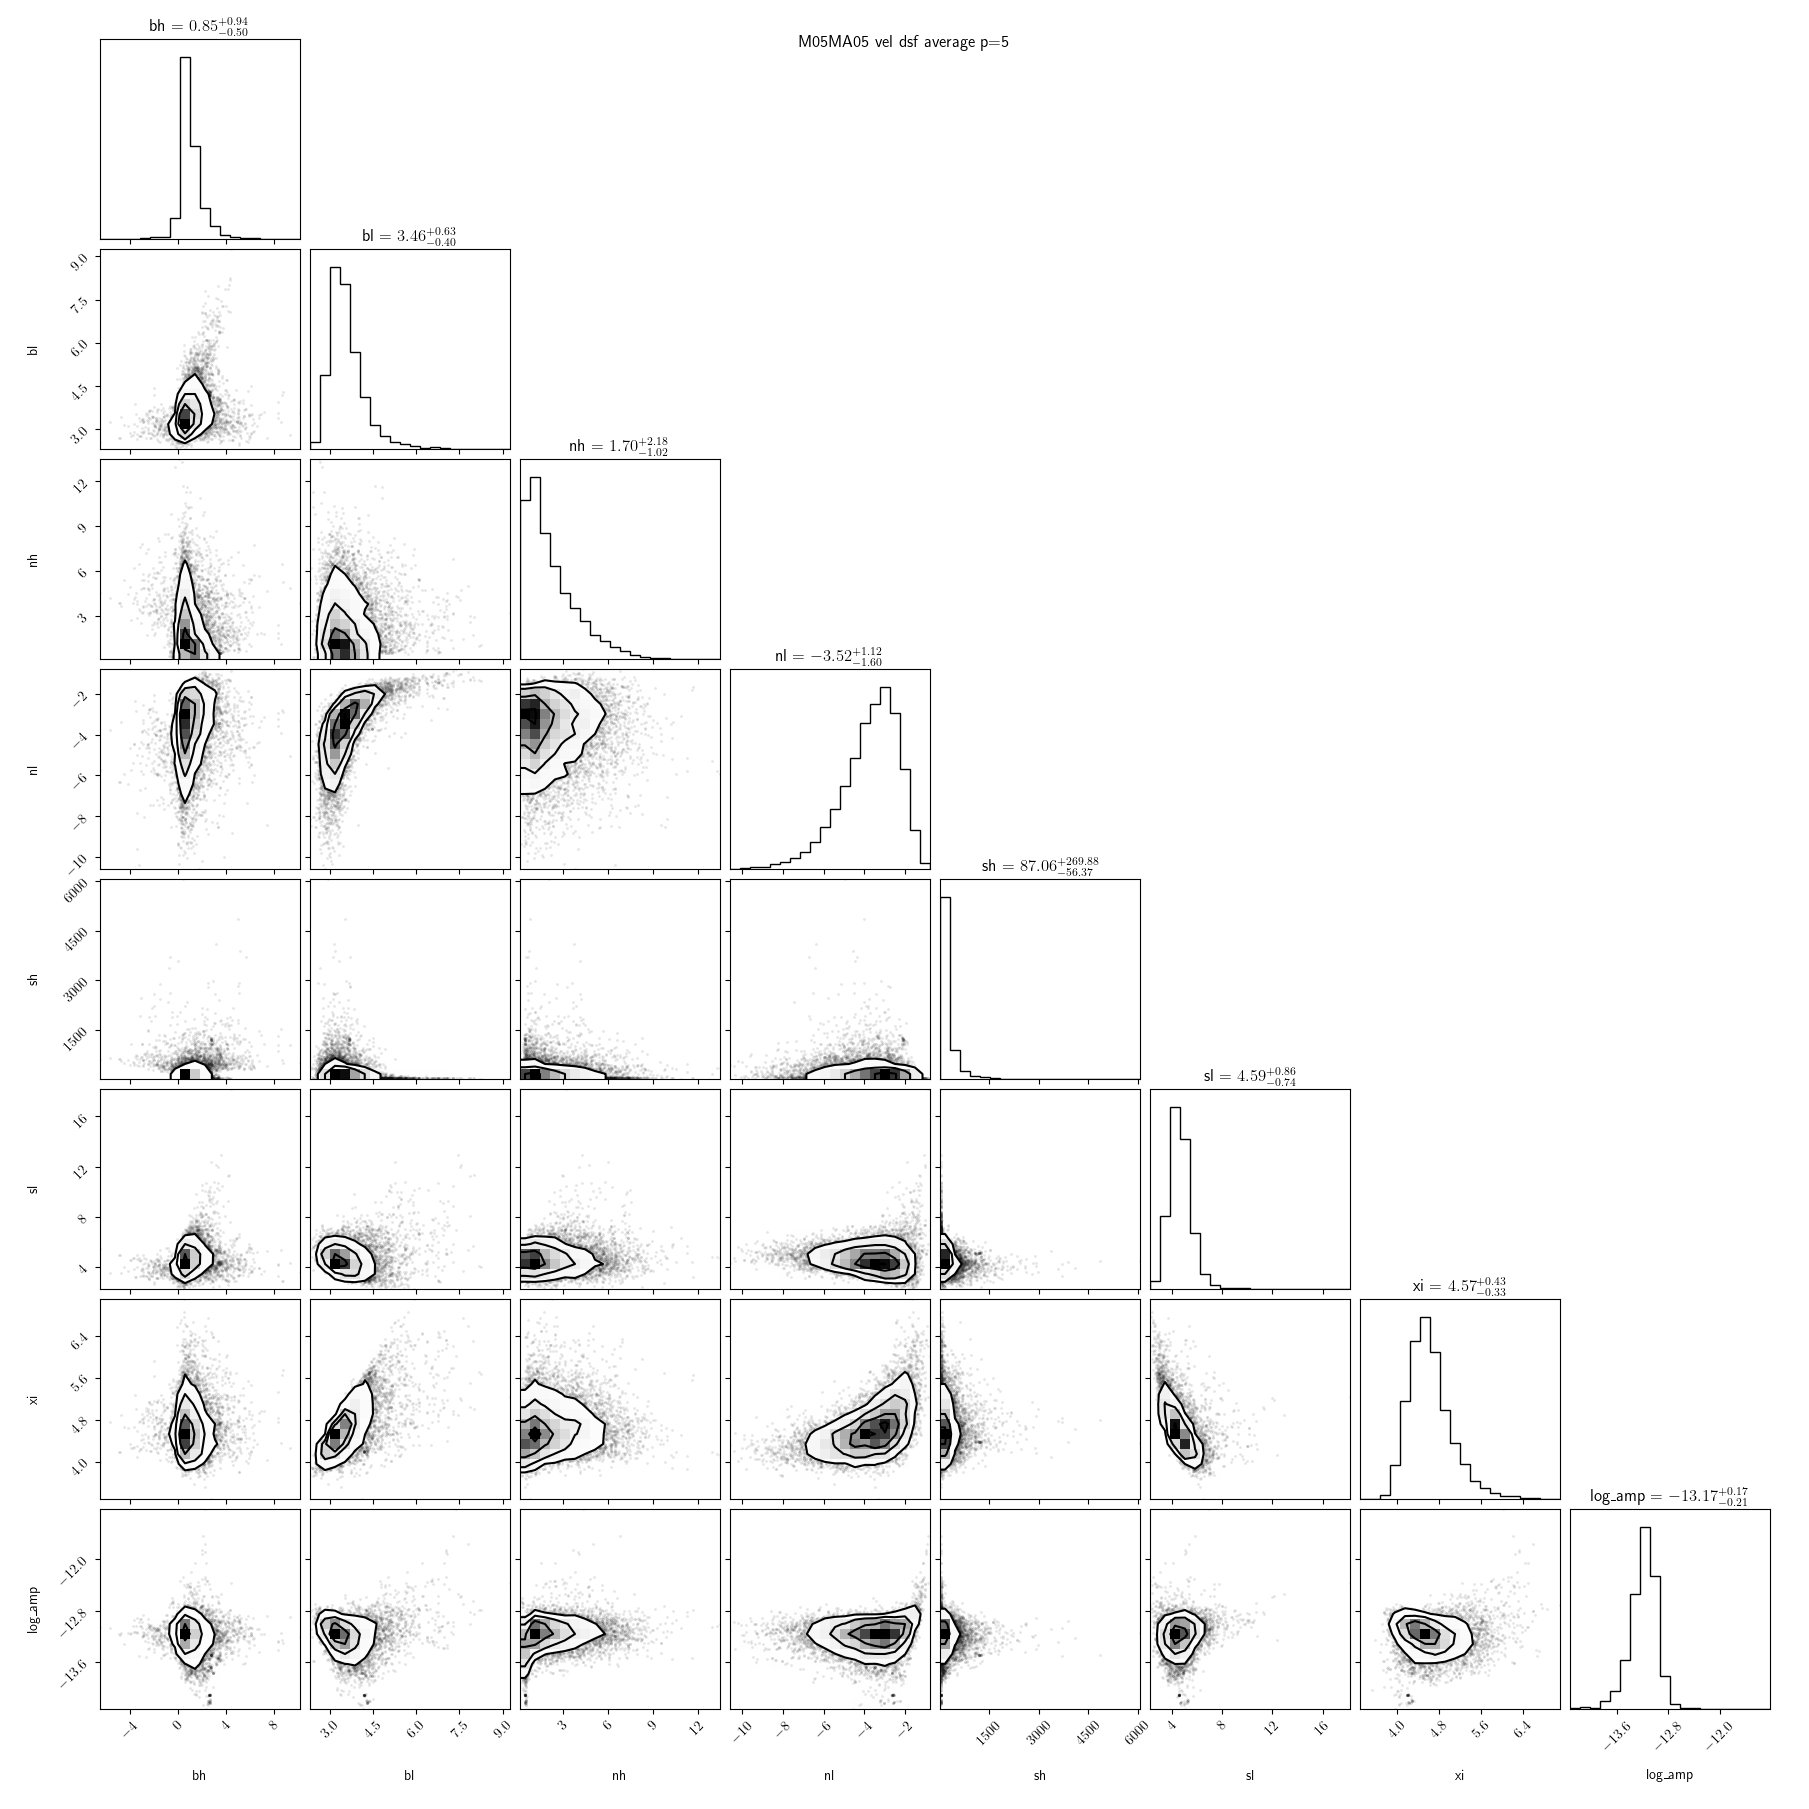 bh = 0.85+0.94−0.50
M05MA05 vel dsf average p=5
bl = 3.46+0.63−0.40
9.0
7.5
6.0
4.5
3.0
bl
nh = 1.70+2.18−1.02
12
9
6
3
nh
nl = −3.52+1.12−1.60
−2
−4
−6
−8
−10
nl
sh = 87.06+269.88−56.37
6000
4500
3000
1500
sh
sl = 4.59+0.86−0.74
16
12
8
4
sl
xi = 4.57+0.43−0.33
6.4
5.6
4.8
4.0
xi
log_amp = −13.17+0.17−0.21
−12.0
−12.8
−13.6
log_amp
−4 0 4 8
3.0 4.5 6.0 7.5 9.0
3 6 9 12
−10 −8 −6 −4 −2
1500 3000 4500 6000
4 8 12 16
4.0 4.8 5.6 6.4
−13.6 −12.8 −12.0
bh bl nh nl sh sl xi log_amp